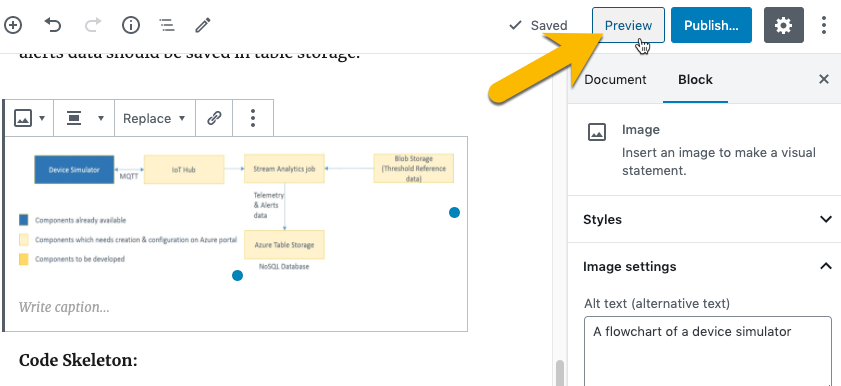 Saved
Preview
Publish...
alerts data should be saved in table storage.
Document
Block
Replace
Image
Insert an image to make a visual
statement.
Device Simulator
MQTT
IoT Hub
Stream Analytics job
Blob Storage
(Threshold Reference
data)
Telemetry
& Alerts
data
Components already available
Components which needs creation & configuration on Azure portal
Components to be developed
Azure Table Storage
NoSQL Database
Write caption...
Code Skeleton:
Styles
Image settings
Alt text (alternative text)
A flowchart of a device simulator